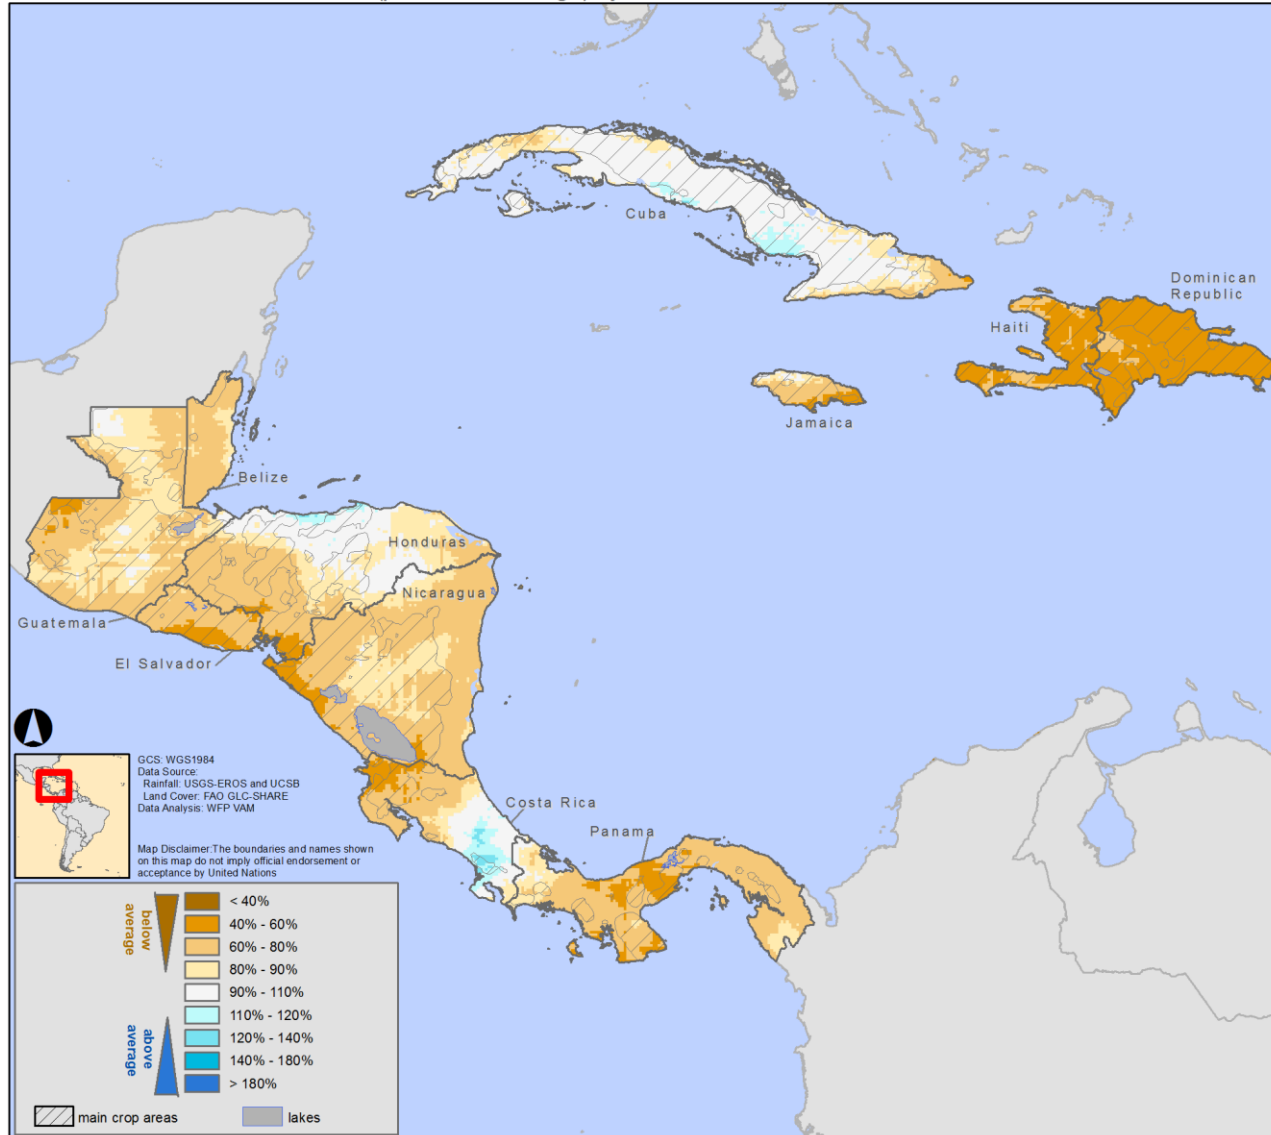 Cuba
Dominican
Republic
Haiti
Jamaica
Belize
Honduras
Nicaragua
Guatemala
El Salvador
Costa Rica
Panama
GCS: WGS1984
Data Source:
Rainfall: USGS-EROS and UCSB
Land Cover: FAO GLC-SHARE
Data Analysis: WFP VAM
Map Disclaimer:The boundaries and names shown
on this map do not imply official endorsement or
acceptance by United Nations
below
average
above
average
< 40%
40% - 60%
60% - 80%
80% - 90%
90% - 110%
110% - 120%
120% - 140%
140% - 180%
> 180%
main crop areas
lakes